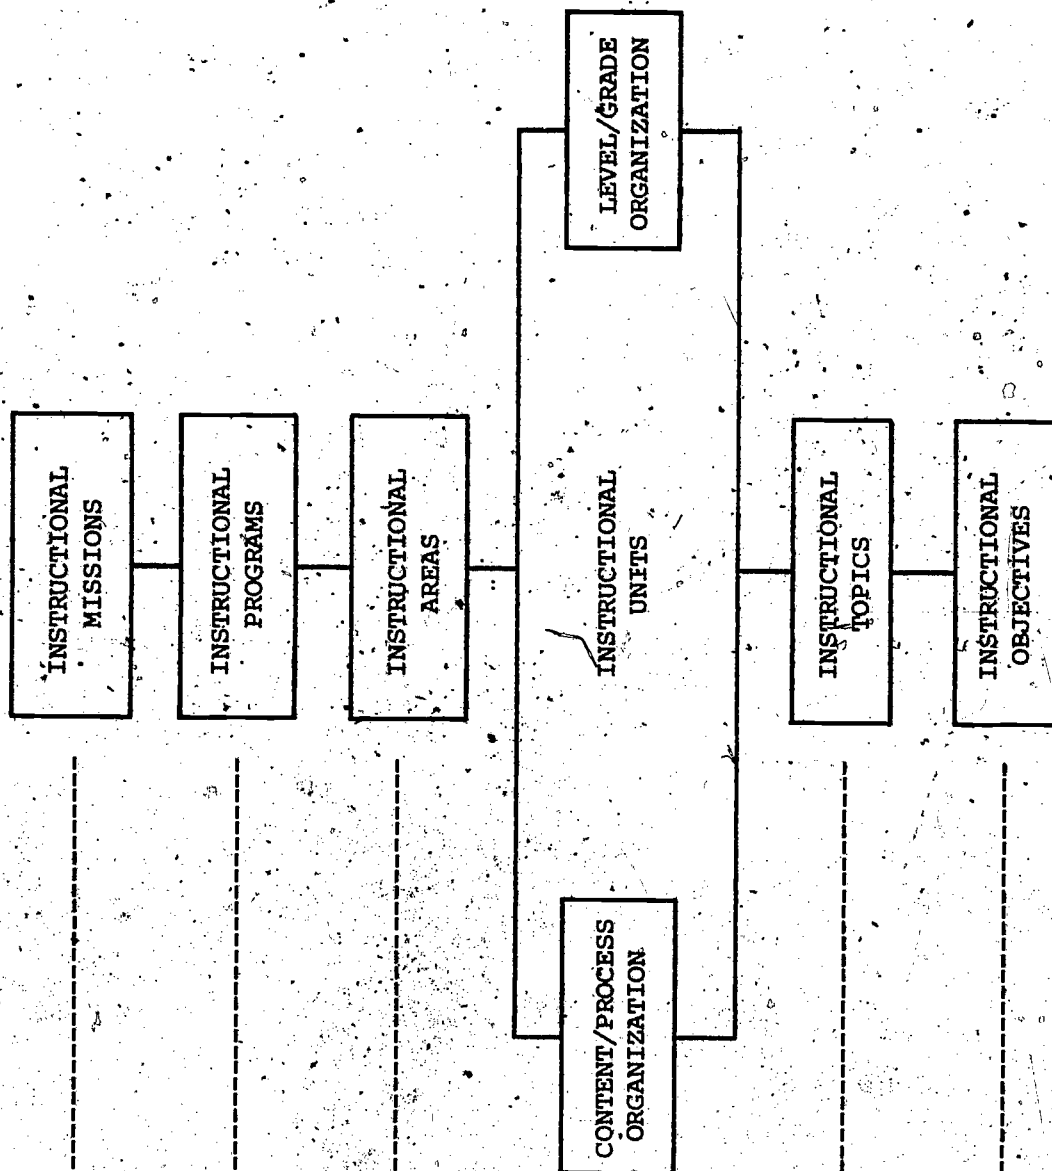 INSTRUCTIONAL
MISSIONS
INSTRUCTIONAL
PROGRAMS
INSTRUCTIONAL
AREAS
CONTENT/PROCESS
ORGANIZATION
INSTRUCTIONAL
UNITS
LEVEL/GRADE
ORGANIZATION
INSTRUCTIONAL
TOPICS
INSTRUCTIONAL
OBJECTIVES